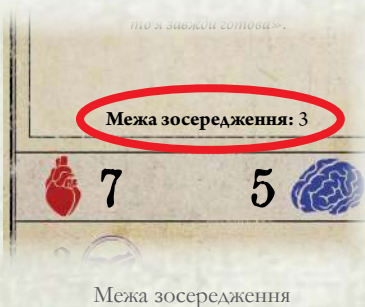 то я завжди готова».
Межа зосередження: 3
7 5
Межа зосередження